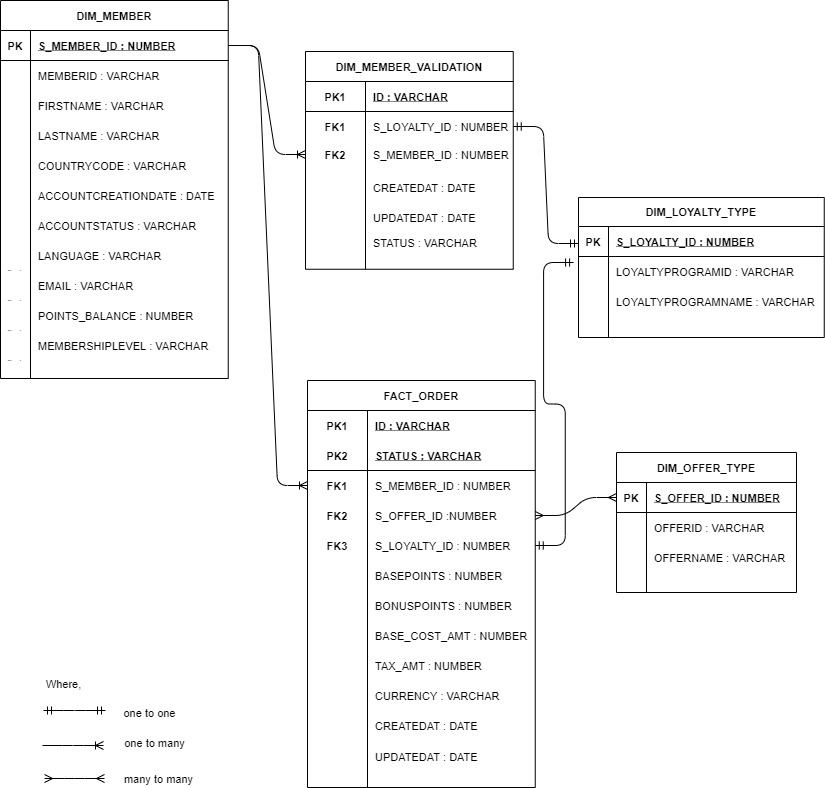 DIM_MEMBER
PK S_MEMBER_ID : NUMBER
MEMBERID : VARCHAR
FIRSTNAME : VARCHAR
LASTNAME : VARCHAR
COUNTRYCODE : VARCHAR
ACCOUNTCREATIONDATE : DATE
ACCOUNTSTATUS : VARCHAR
LANGUAGE : VARCHAR
EMAIL : VARCHAR
POINTS_BALANCE : NUMBER
MEMBERSHIPLEVEL : VARCHAR
DIM_MEMBER_VALIDATION
PK1 ID : VARCHAR
FK1 S_LOYALTY_ID : NUMBER
FK2 S_MEMBER_ID : NUMBER
CREATEDAT : DATE
UPDATEDAT : DATE
STATUS : VARCHAR
DIM_LOYALTY_TYPE
PK S_LOYALTY_ID : NUMBER
LOYALTYPROGRAMID : VARCHAR
LOYALTYPROGRAMNAME : VARCHAR
FACT_ORDER
PK1 ID : VARCHAR
PK2 STATUS : VARCHAR
FK1 S_MEMBER_ID : NUMBER
FK2 S_OFFER_ID :NUMBER
FK3 S_LOYALTY_ID : NUMBER
BASEPOINTS : NUMBER
BONUSPOINTS : NUMBER
BASE_COST_AMT : NUMBER
TAX_AMT : NUMBER
CURRENCY : VARCHAR
CREATEDAT : DATE
UPDATEDAT : DATE
DIM_OFFER_TYPE
PK S_OFFER_ID : NUMBER
OFFERID : VARCHAR
OFFERNAME : VARCHAR
Where,
one to one
one to many
many to many